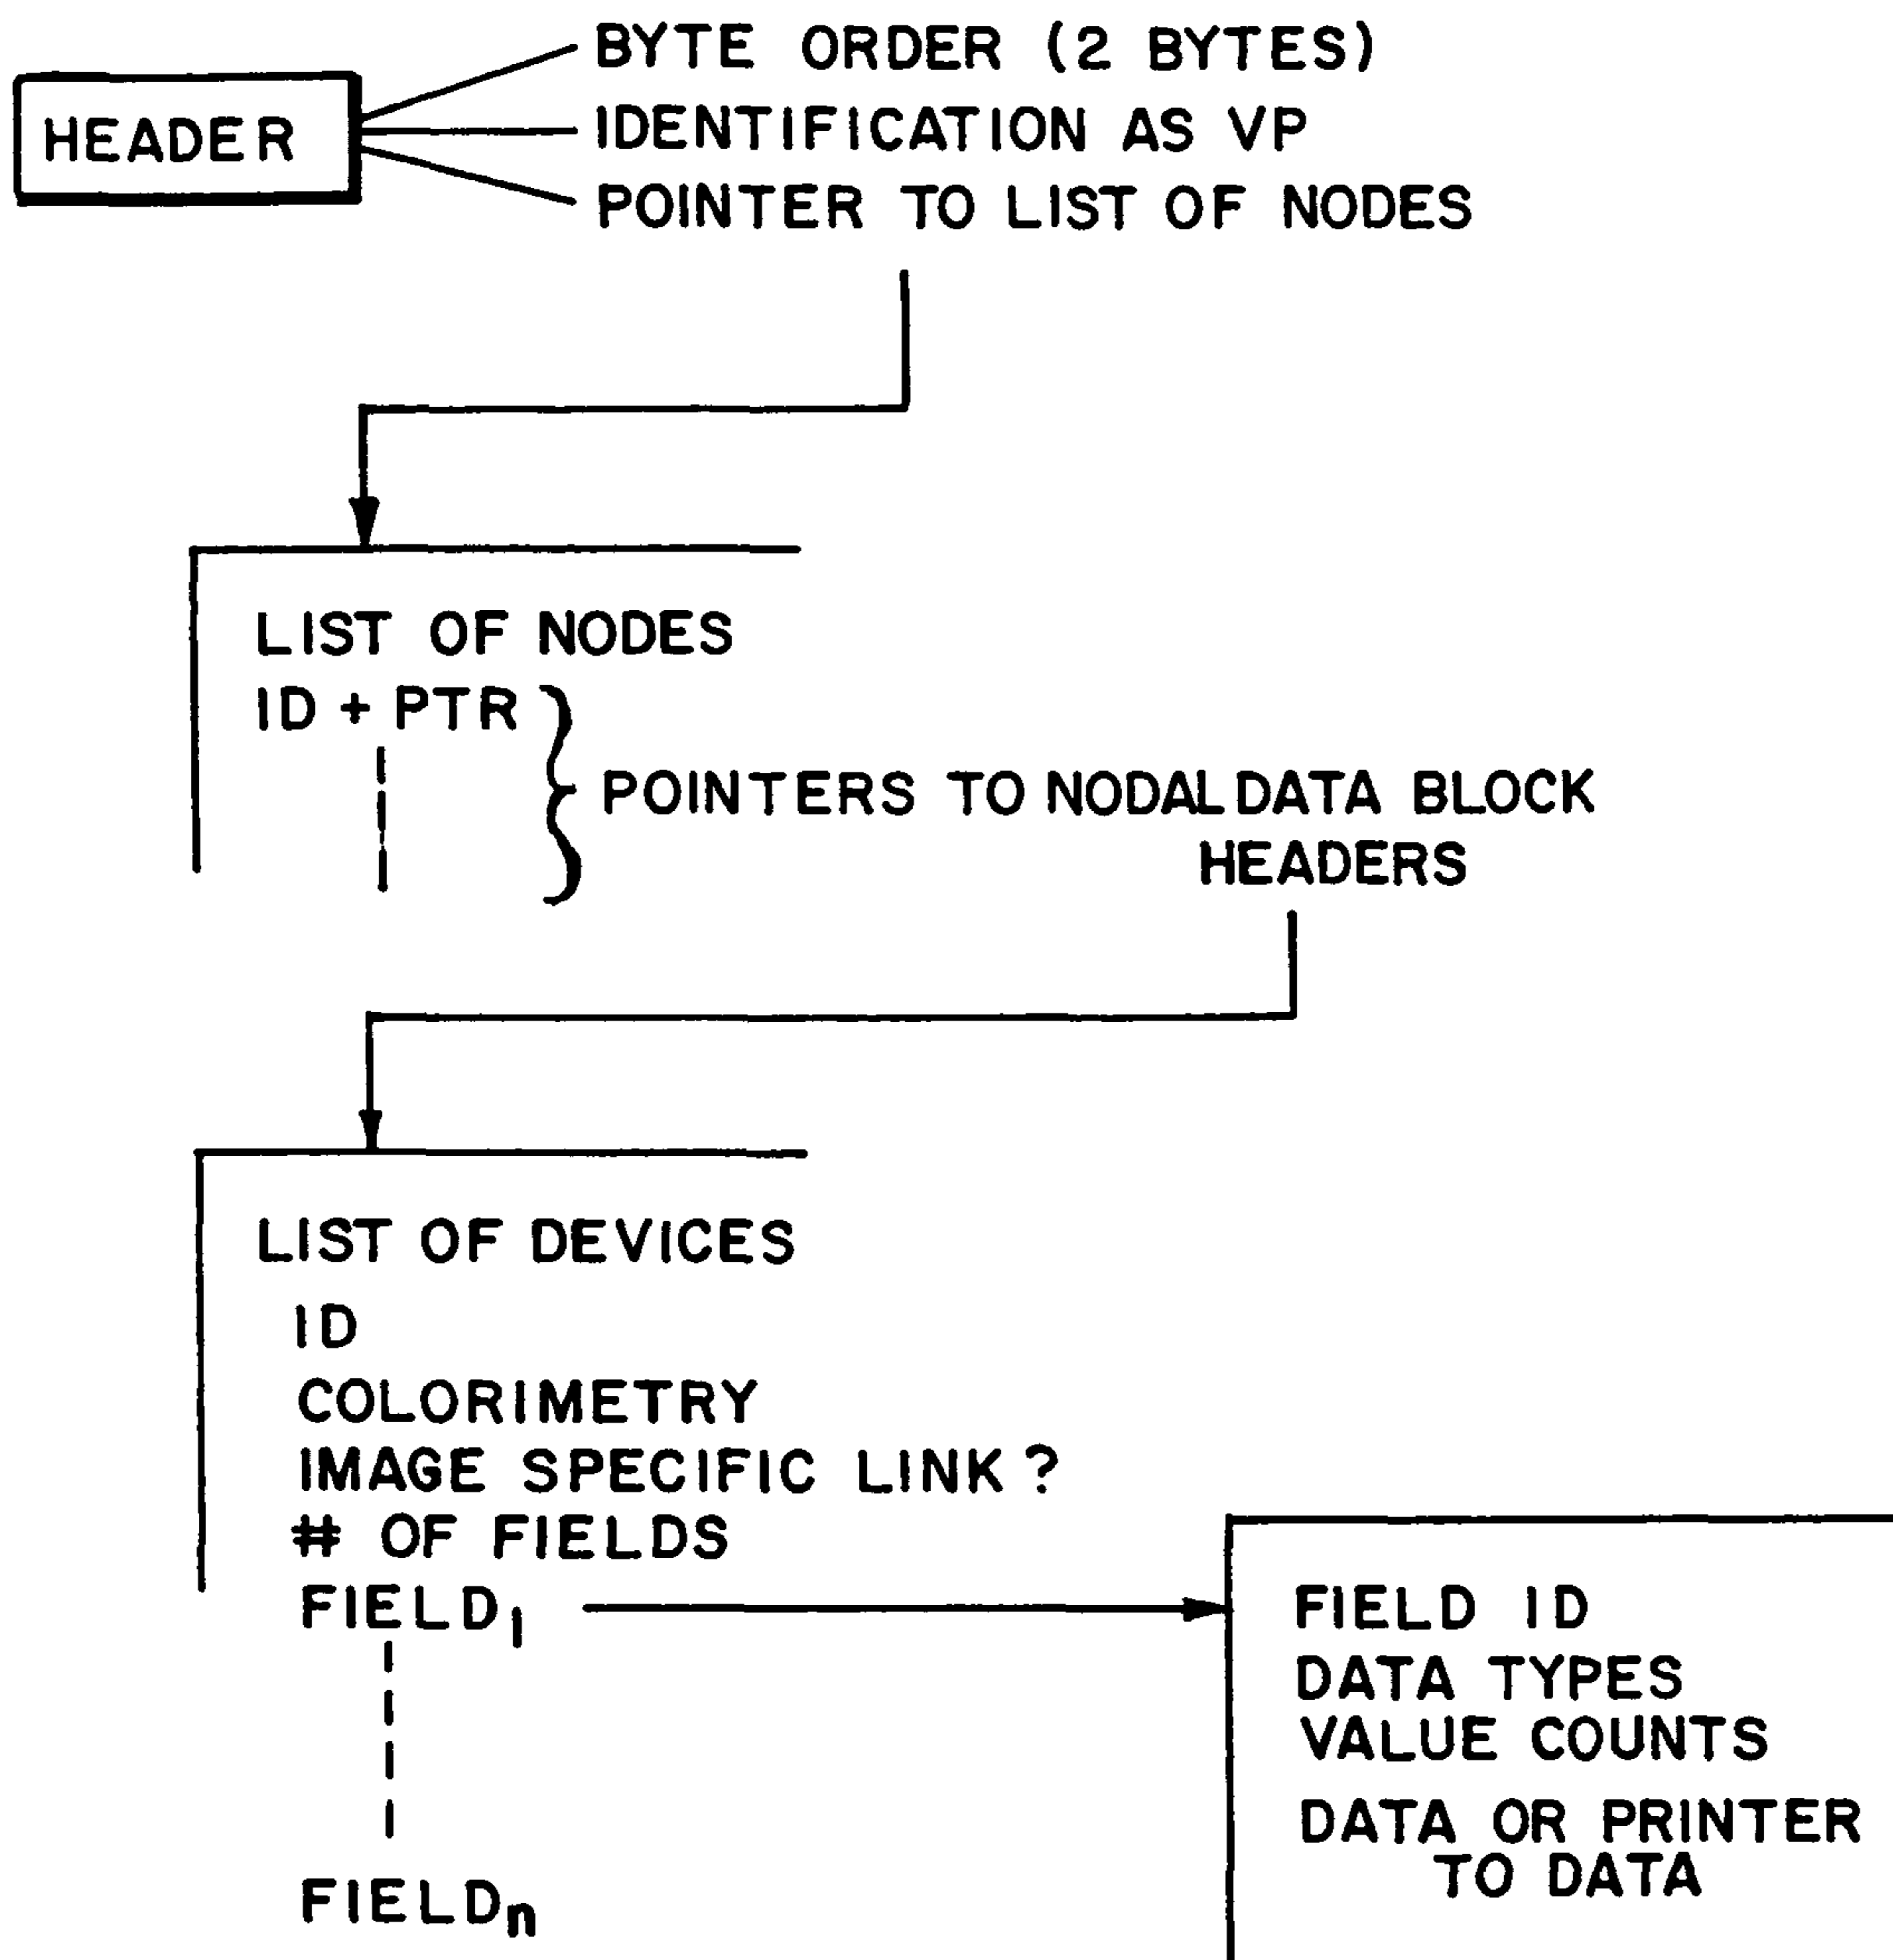 HEADER
BYTE ORDER (2 BYTES)
IDENTIFICATION AS VP
POINTER TO LIST OF NODES
LIST OF NODES
ID + PTR
POINTERS TO NODAL DATA BLOCK
HEADERS
LIST OF DEVICES
ID
COLORIMETRY
IMAGE SPECIFIC LINK ?
# OF FIELDS
FIELD1
FIELDn
FIELD ID
DATA TYPES
VALUE COUNTS
DATA OR PRINTER
TO DATA